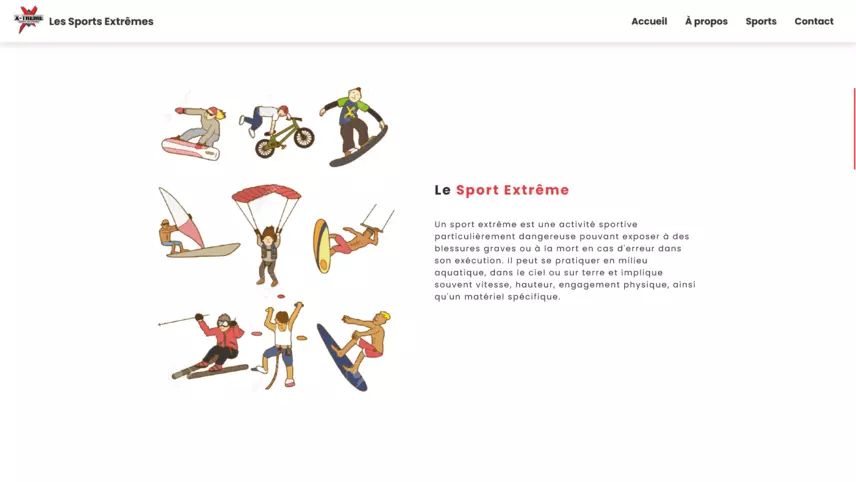 X-TREME
Les Sports Extrêmes
Accueil
À propos
Sports
Contact
Le Sport Extrême
Un sport extrême est une activité sportive
particulièrement dangereuse pouvant exposer à des
blessures graves ou à la mort en cas d'erreur dans
son exécution. Il peut se pratiquer en milieu
aquatique, dans le ciel ou sur terre et implique
souvent vitesse, hauteur, engagement physique, ainsi
qu'un matériel spécifique.